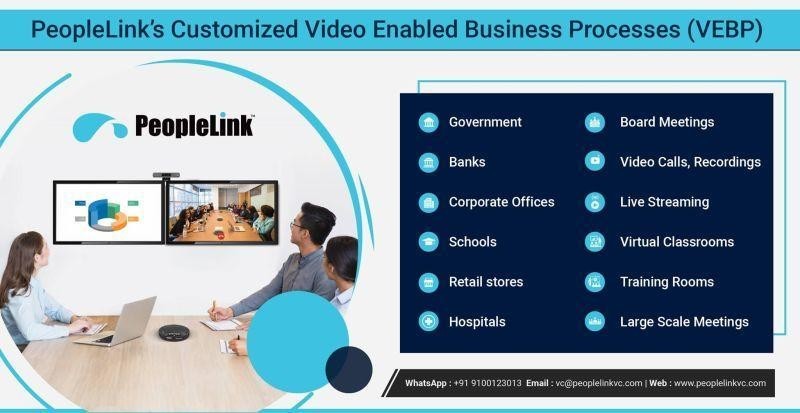 PeopleLink’s Customized Video Enabled Business Processes (VEBP)
PeopleLink™
Government
Banks
Corporate Offices
Schools
Retail stores
Hospitals
Board Meetings
Video Calls, Recordings
Live Streaming
Virtual Classrooms
Training Rooms
Large Scale Meetings
WhatsApp : +91 9100123013 Email : vc@peoplelinkvc.com | Web : www.peoplelinkvc.com